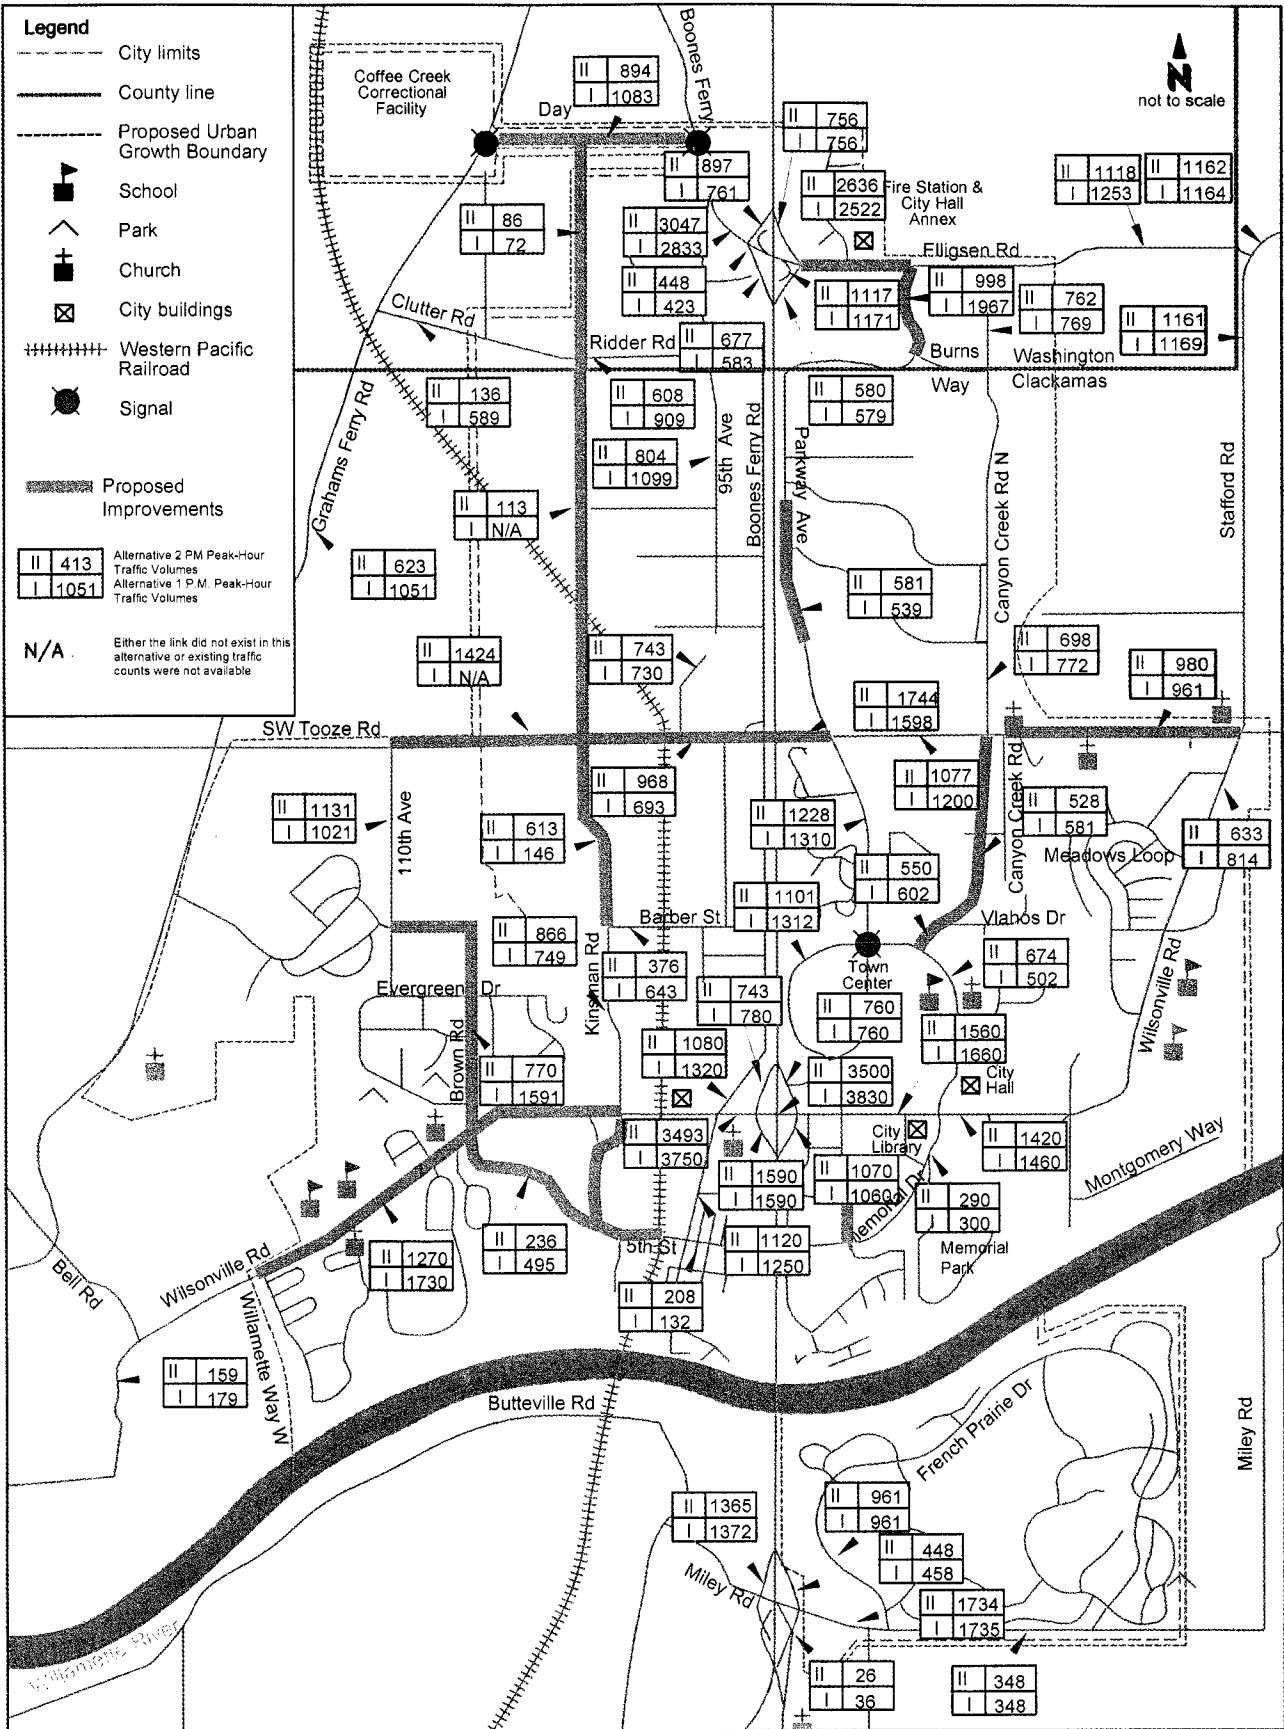 Legend
City limits
County line
Proposed Urban
Growth Boundary
School
Park
Church
City buildings
Western Pacific
Railroad
Signal
Proposed
Improvements
II 413
I 1051
Alternative 2 PM Peak-Hour
Traffic Volumes
Alternative 1 P.M. Peak-Hour
Traffic Volumes
N/A
Either the link did not exist in this
alternative or existing traffic
counts were not available
N
not to scale
Coffee Creek
Correctional
Facility
Day
Boones Ferry
II 894
I 1083
II 756
I 756
II 897
I 761
II 2636
I 2522
Fire Station &
City Hall
Annex
II 1118
I 1253
II 1162
I 1164
II 86
I 72
II 3047
I 2833
Elligsen Rd
II 448
I 423
II 1117
I 1171
II 998
I 1967
II 762
I 769
II 1161
I 1169
Clutter Rd
Ridder Rd
II 677
I 583
Burns
Way
Washington
Clackamas
II 136
I 589
II 608
I 909
II 580
I 579
Grahams Ferry Rd
II 804
I 1099
95th Ave
Boones Ferry Rd
Parkway Ave
Canyon Creek Rd N
Stafford Rd
II 113
I N/A
II 623
I 1051
II 581
I 539
II 1424
I N/A
II 743
I 730
II 698
I 772
II 980
I 961
II 1744
I 1598
SW Tooze Rd
II 968
I 693
II 1077
I 1200
Canyon Creek Rd
II 1131
I 1021
110th Ave
II 613
I 146
II 1228
I 1310
II 528
I 581
II 633
I 814
Meadows Loop
II 550
I 602
II 1101
I 1312
Barber St
Vlahos Dr
II 866
I 749
Kinsman Rd
II 376
I 643
Town
Center
II 674
I 502
Wilsonville Rd
Evergreen Dr
II 743
I 780
II 760
I 760
Brown Rd
II 1080
I 1320
II 1560
I 1660
II 770
I 1591
II 3500
I 3830
City
Hall
II 3493
I 3750
City
Library
II 1420
I 1460
Montgomery Way
II 1590
I 1590
II 1070
I 1060
Memorial Dr
II 290
I 300
II 236
I 495
5th St
II 1120
I 1250
Memorial
Park
Wilsonville Rd
II 1270
I 1730
Bell Rd
Willamette Way W
II 208
I 132
II 159
I 179
Butteville Rd
French Prairie Dr
Miley Rd
II 1365
I 1372
II 961
I 961
II 448
I 458
Miley Rd
II 1734
I 1735
Willamette River
II 26
I 36
II 348
I 348